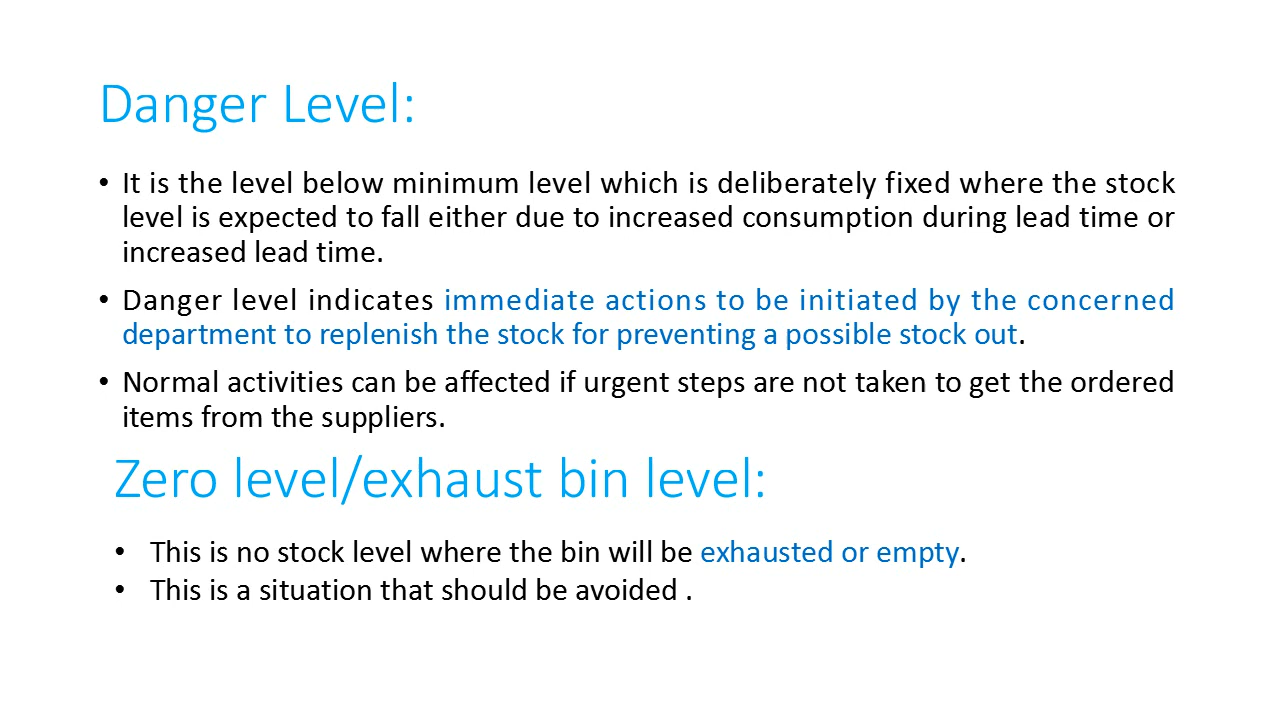 Danger Level:
• It is the level below minimum level which is deliberately fixed where the stock
level is expected to fall either due to increased consumption during lead time or
increased lead time.
• Danger level indicates immediate actions to be initiated by the concerned
department to replenish the stock for preventing a possible stock out.
• Normal activities can be affected if urgent steps are not taken to get the ordered
items from the suppliers.
Zero level/exhaust bin level:
• This is no stock level where the bin will be exhausted or empty.
• This is a situation that should be avoided .